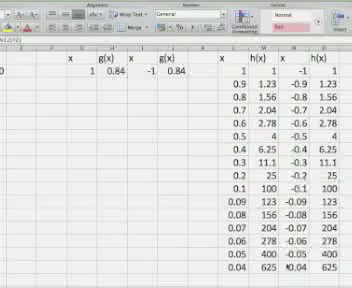 Alignment
Number
Wrap Text
General
Merge
Conditional
Formatting
Normal
Bad
x g(x) x g(x) x h(x) x h(x)
0 1 0.84 -1 0.84 1 1 -1 1
0.9 1.23 -0.9 1.23
0.8 1.56 -0.8 1.56
0.7 2.04 -0.7 2.04
0.6 2.78 -0.6 2.78
0.5 4 -0.5 4
0.4 6.25 -0.4 6.25
0.3 11.1 -0.3 11.1
0.2 25 -0.2 25
0.1 100 -0.1 100
0.09 123 -0.09 123
0.08 156 -0.08 156
0.07 204 -0.07 204
0.06 278 -0.06 278
0.05 400 -0.05 400
0.04 625 -0.04 625